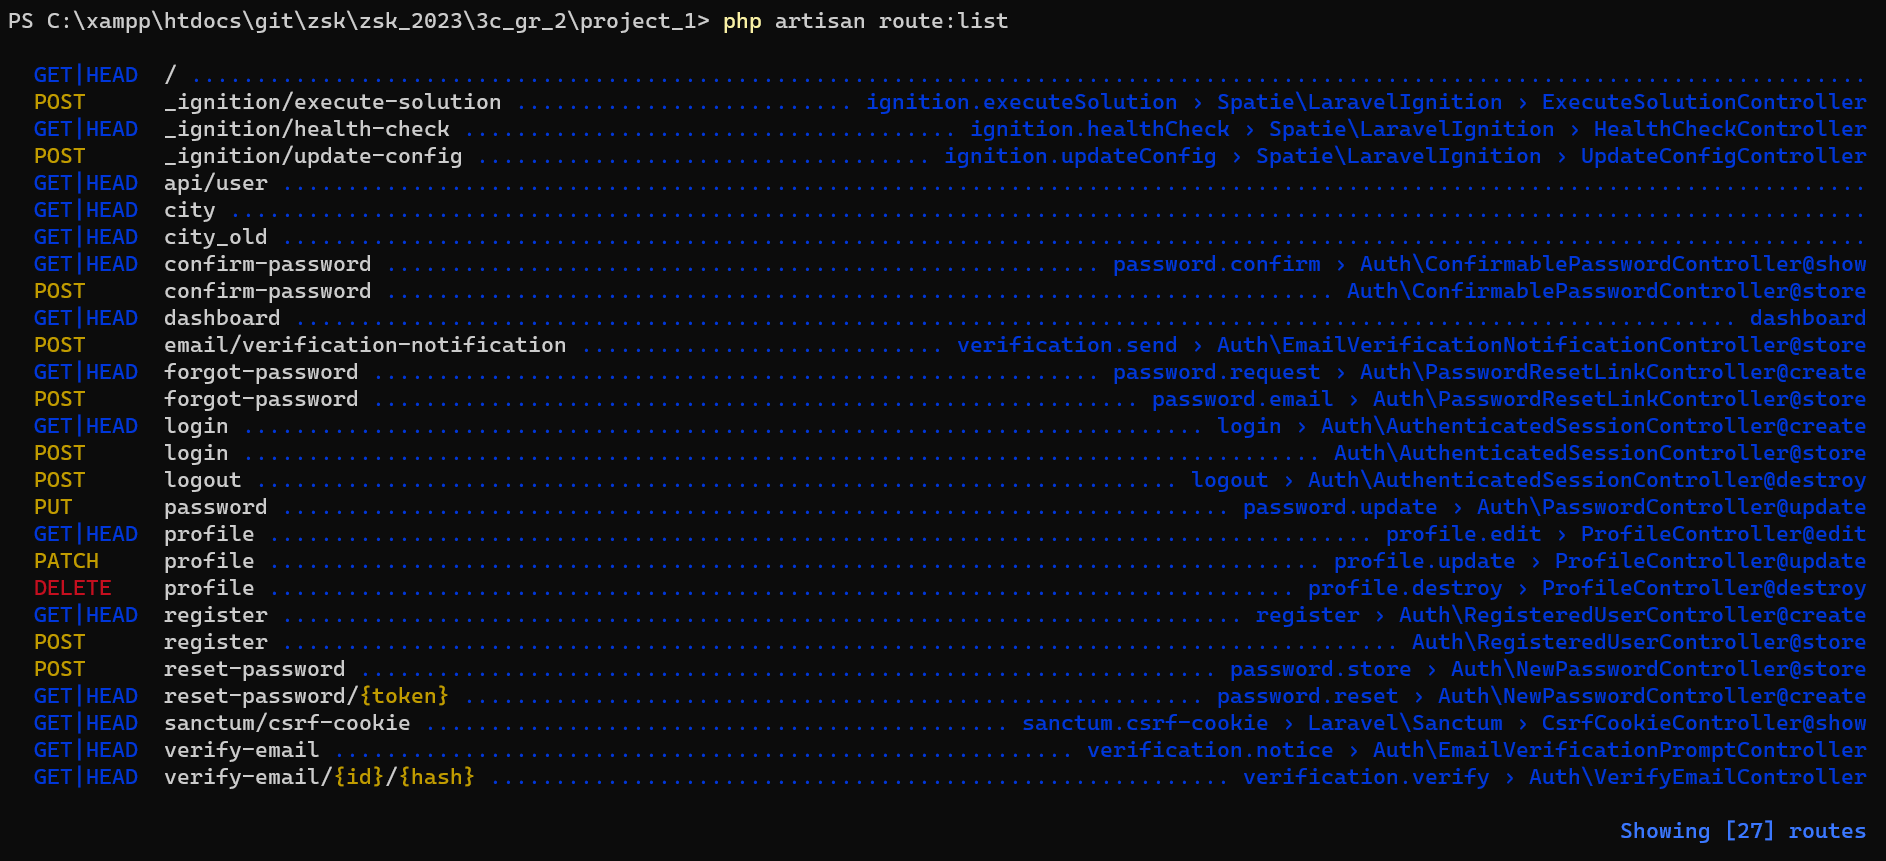 PS C:\xampp\htdocs\git\zsk\zsk_2023\3c_gr_2\project_1> php artisan route:list
GET|HEAD / ........................................................................................................................
POST _ignition/execute-solution .......................... ignition.executeSolution › Spatie\LaravelIgnition › ExecuteSolutionController
GET|HEAD _ignition/health-check ...................................... ignition.healthCheck › Spatie\LaravelIgnition › HealthCheckController
POST _ignition/update-config ................................... ignition.updateConfig › Spatie\LaravelIgnition › UpdateConfigController
GET|HEAD api/user ..........................................................................................................................
GET|HEAD city ..............................................................................................................................
GET|HEAD city_old ..........................................................................................................................
GET|HEAD confirm-password ....................................................... password.confirm › Auth\ConfirmablePasswordController@show
POST confirm-password ......................................................................... Auth\ConfirmablePasswordController@store
GET|HEAD dashboard ............................................................................................................... dashboard
POST email/verification-notification ............................ verification.send › Auth\EmailVerificationNotificationController@store
GET|HEAD forgot-password ........................................................ password.request › Auth\PasswordResetLinkController@create
POST forgot-password ........................................................... password.email › Auth\PasswordResetLinkController@store
GET|HEAD login .......................................................................... login › Auth\AuthenticatedSessionController@create
POST login ................................................................................... Auth\AuthenticatedSessionController@store
POST logout ....................................................................... logout › Auth\AuthenticatedSessionController@destroy
PUT password ......................................................................... password.update › Auth\PasswordController@update
GET|HEAD profile ..................................................................................... profile.edit › ProfileController@edit
PATCH profile ................................................................................. profile.update › ProfileController@update
DELETE profile ............................................................................... profile.destroy › ProfileController@destroy
GET|HEAD register .......................................................................... register › Auth\RegisteredUserController@create
POST register ...................................................................................... Auth\RegisteredUserController@store
POST reset-password .................................................................. password.store › Auth\NewPasswordController@store
GET|HEAD reset-password/{token} ......................................................... password.reset › Auth\NewPasswordController@create
GET|HEAD sanctum/csrf-cookie ............................................. sanctum.csrf-cookie › Laravel\Sanctum › CsrfCookieController@show
GET|HEAD verify-email ......................................................... verification.notice › Auth\EmailVerificationPromptController
GET|HEAD verify-email/{id}/{hash} ......................................................... verification.verify › Auth\VerifyEmailController
Showing [27] routes